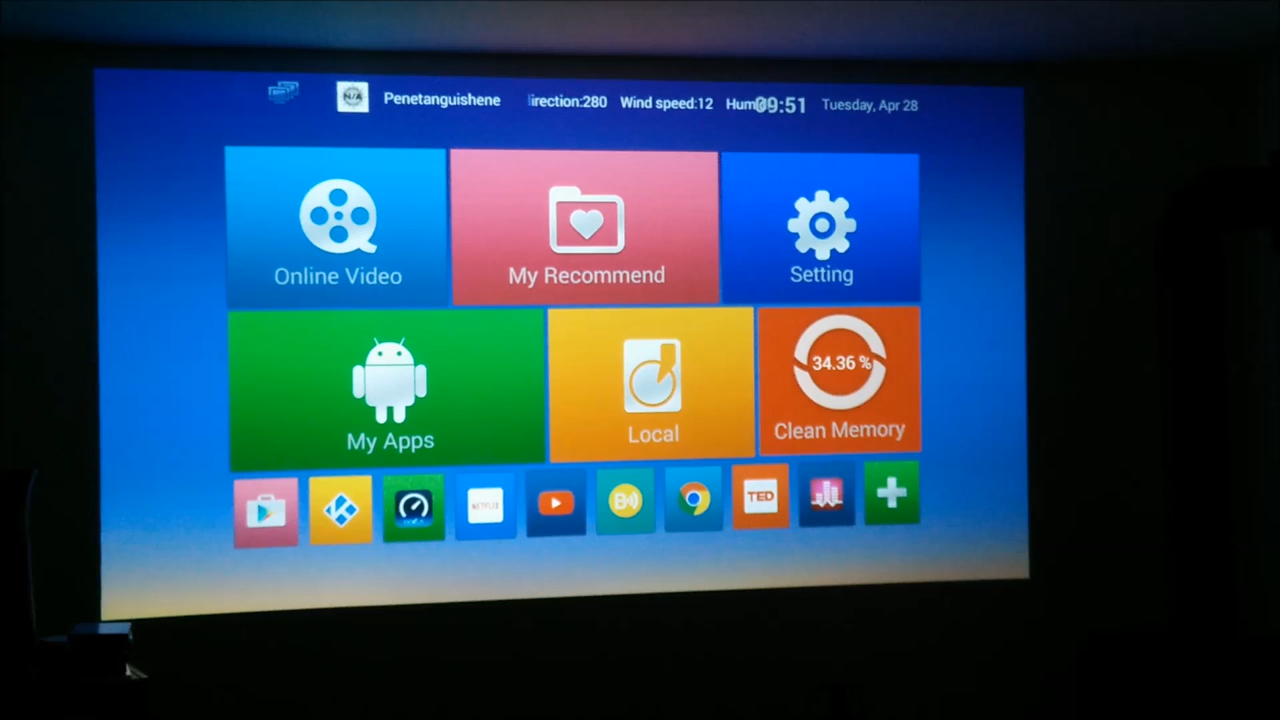 N/A Penetanguishene irection:280 Wind speed:12 Hum 09:51 Tuesday, Apr 28
Online Video My Recommend Setting
34.36 %
My Apps Local Clean Memory
NETFLIX B TED